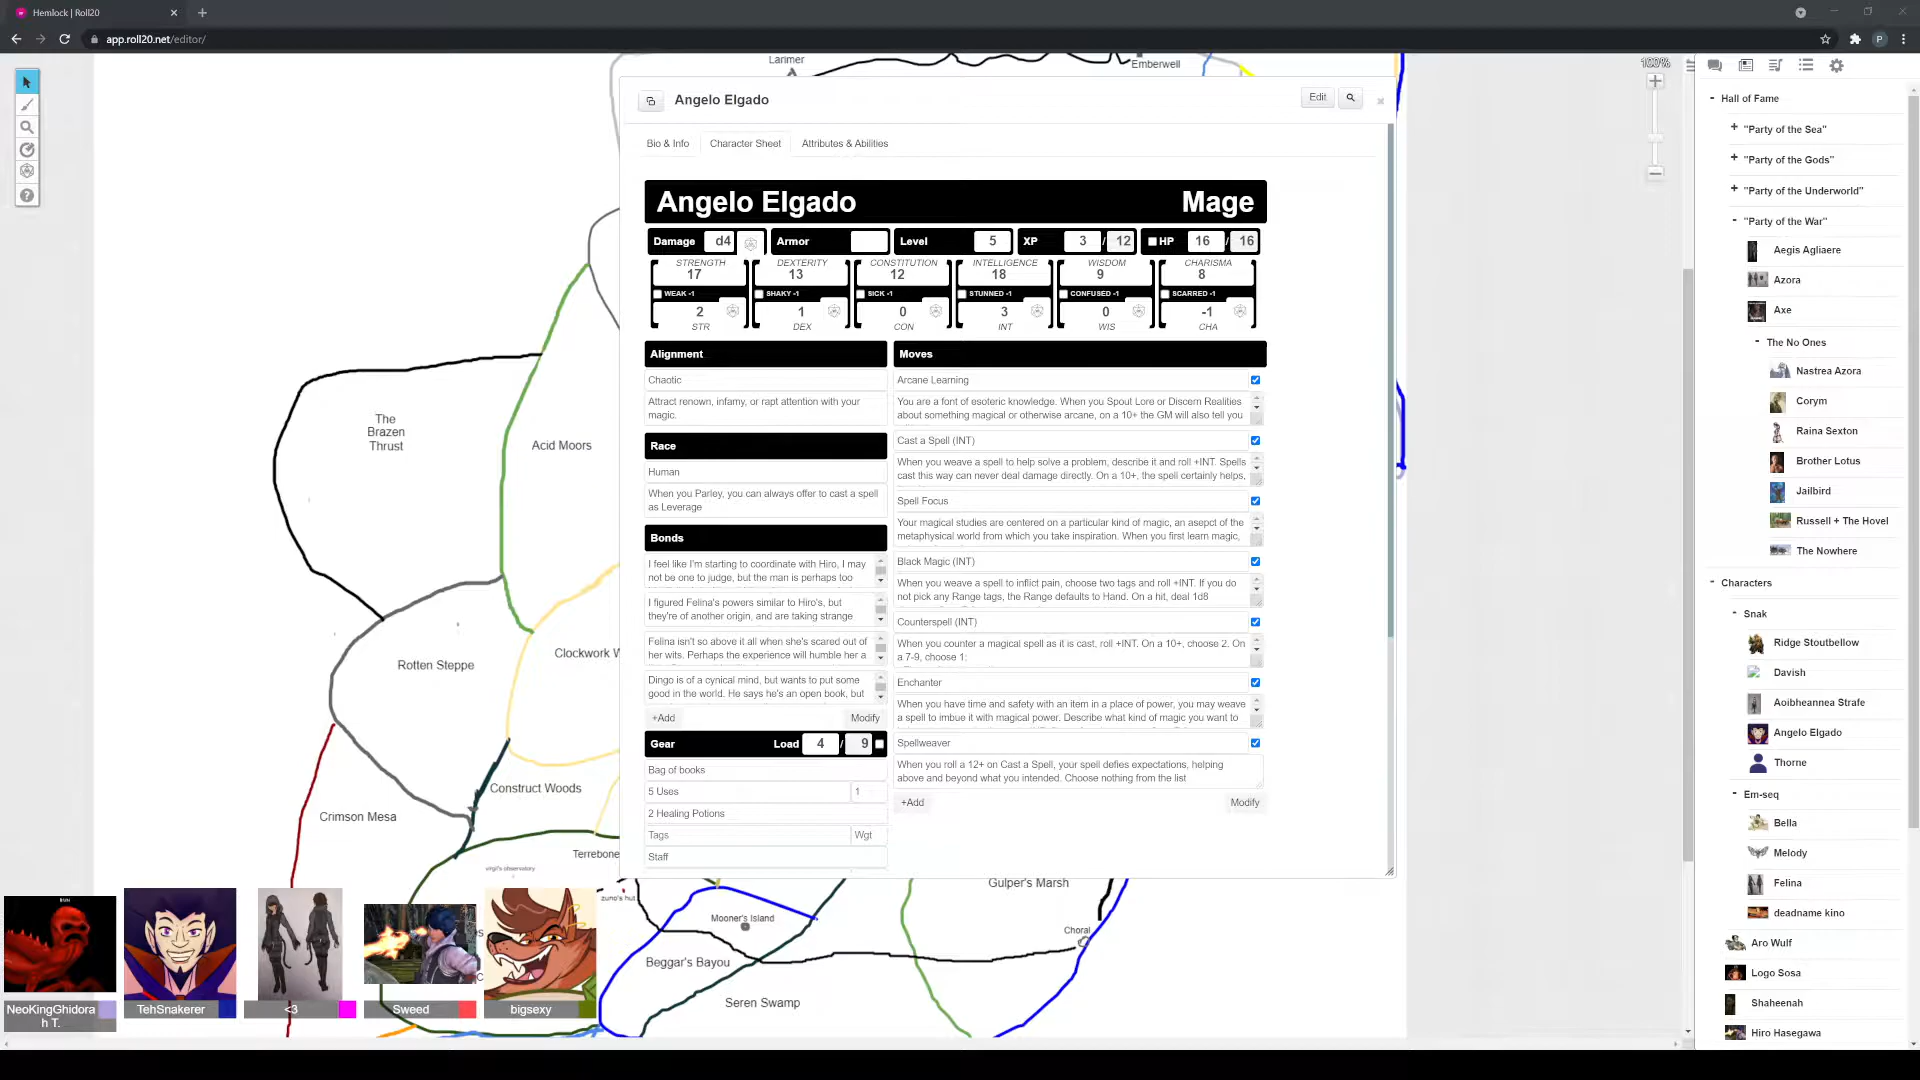 Hemlock | Roll20
app.roll20.net/editor/
P
100%
Larimer
Emberwell
The
Brazen
Thrust
Acid Moors
Rotten Steppe
Clockwork W
Construct Woods
Crimson Mesa
Terrebone
virgil's observatory
zuno's hut
Mooner's Island
Beggar's Bayou
Seren Swamp
Gulper's Marsh
Choral
Angelo Elgado
Edit
Bio & Info
Character Sheet
Attributes & Abilities
Angelo Elgado
Mage
Damage d4
Armor
Level 5
XP 3 / 12
HP 16 / 16
STRENGTH DEXTERITY CONSTITUTION INTELLIGENCE WISDOM CHARISMA
17 13 12 18 9 8
WEAK -1 SHAKY -1 SICK -1 STUNNED -1 CONFUSED -1 SCARRED -1
2 1 0 3 0 -1
STR DEX CON INT WIS CHA
Alignment
Chaotic
Attract renown, infamy, or rapt attention with your
magic.
Race
Human
When you Parley, you can always offer to cast a spell
as Leverage
Bonds
I feel like I'm starting to coordinate with Hiro, I may
not be one to judge, but the man is perhaps too
I figured Felina's powers similar to Hiro's, but
they're of another origin, and are taking strange
Felina isn't so above it all when she's scared out of
her wits. Perhaps the experience will humble her a
Dingo is of a cynical mind, but wants to put some
good in the world. He says he's an open book, but
+Add
Modify
Gear
Load 4 / 9
Bag of books
5 Uses
1
2 Healing Potions
Tags
Wgt
Staff
Moves
Arcane Learning
You are a font of esoteric knowledge. When you Spout Lore or Discern Realities
about something magical or otherwise arcane, on a 10+ the GM will also tell you
Cast a Spell (INT)
When you weave a spell to help solve a problem, describe it and roll +INT. Spells
cast this way can never deal damage directly. On a 10+, the spell certainly helps,
Spell Focus
Your magical studies are centered on a particular kind of magic, an asepct of the
metaphysical world from which you take inspiration. When you first learn magic,
Black Magic (INT)
When you weave a spell to inflict pain, choose two tags and roll +INT. If you do
not pick any Range tags, the Range defaults to Hand. On a hit, deal 1d8
Counterspell (INT)
When you counter a magical spell as it is cast, roll +INT. On a 10+, choose 2. On
a 7-9, choose 1:
Enchanter
When you have time and safety with an item in a place of power, you may weave
a spell to imbue it with magical power. Describe what kind of magic you want to
Spellweaver
When you roll a 12+ on Cast a Spell, your spell defies expectations, helping
above and beyond what you intended. Choose nothing from the list
+Add
Modify
Hall of Fame
"Party of the Sea"
"Party of the Gods"
"Party of the Underworld"
"Party of the War"
Aegis Agliaere
Azora
Axe
The No Ones
Nastrea Azora
Corym
Raina Sexton
Brother Lotus
Jailbird
Russell + The Hovel
The Nowhere
Characters
Snak
Ridge Stoutbellow
Davish
Aoibheannea Strafe
Angelo Elgado
Thorne
Em-seq
Bella
Melody
Felina
deadname kino
Aro Wulf
Logo Sosa
Shaheenah
Hiro Hasegawa
NeoKingGhidora
h T.
TehSnakerer
<3
Sweed
bigsexy